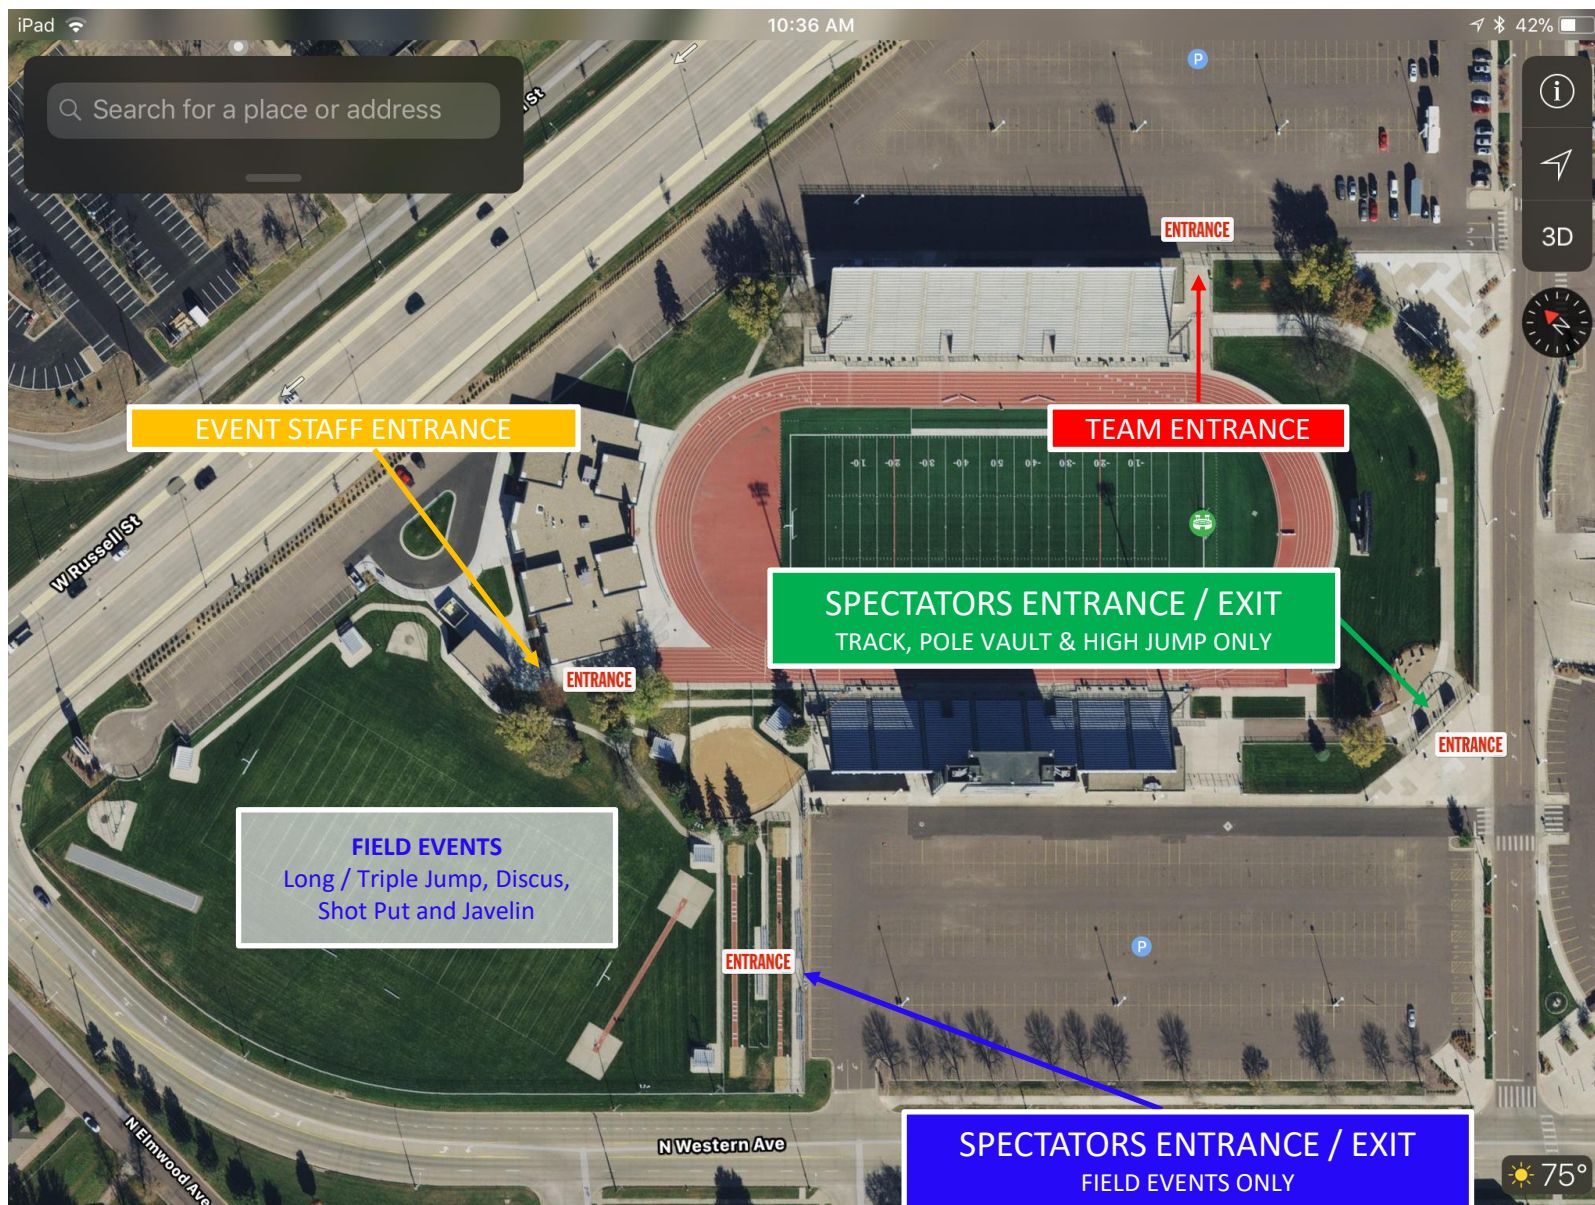 iPad
10:36 AM
42%
Search for a place or address
St
P
i
3D
N
ENTRANCE
EVENT STAFF ENTRANCE
TEAM ENTRANCE
W Russell St
SPECTATORS ENTRANCE / EXIT
TRACK, POLE VAULT & HIGH JUMP ONLY
ENTRANCE
ENTRANCE
FIELD EVENTS
Long / Triple Jump, Discus,
Shot Put and Javelin
ENTRANCE
P
N Elmwood Ave
N Western Ave
SPECTATORS ENTRANCE / EXIT
FIELD EVENTS ONLY
75°